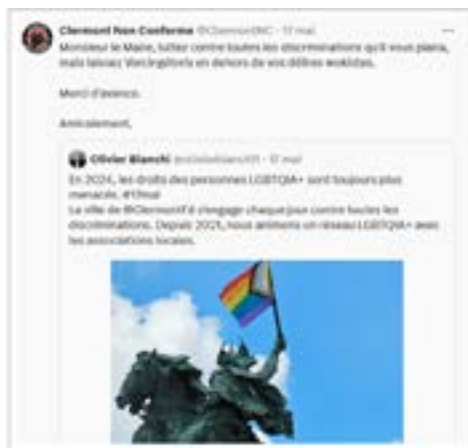 Clermont Non Conforme @ClermontNC · 17 mai
Monsieur le Maire, luttez contre toutes les discriminations qu'il vous plaira,
mais laissez Vercingétorix en dehors de vos délires wokistes.
Merci d'avance.
Amicalement,
Olivier Bianchi · 17 mai
En 2024, les droits des personnes LGBTQIA+ sont toujours plus
menacés. #17mai
La ville de @ClermontFd s'engage chaque jour contre toutes les
discriminations. Depuis 2021, nous animons un réseau LGBTQIA+ avec
les associations locales.